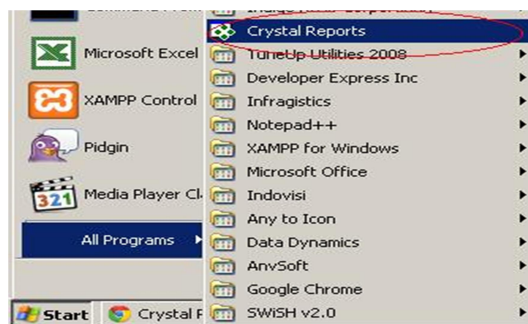 Microsoft Excel
XAMPP Control
Pidgin
Media Player Cl
All Programs
Start
Crystal F
Crystal Reports
TuneUp Utilities 2008
Developer Express Inc
Infragistics
Notepad++
XAMPP for Windows
Microsoft Office
Indovisi
Any to Icon
Data Dynamics
AnvSoft
Google Chrome
SWiSH v2.0